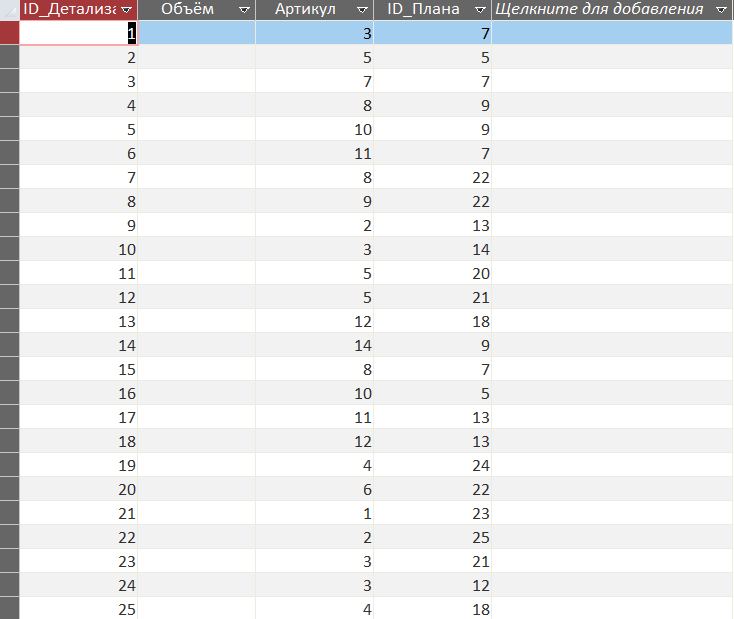 ID_Детализа Объём Артикул ID_Плана Щелкните для добавления
1 3 7
2 5 5
3 7 7
4 8 9
5 10 9
6 11 7
7 8 22
8 9 22
9 2 13
10 3 14
11 5 20
12 5 21
13 12 18
14 14 9
15 8 7
16 10 5
17 11 13
18 12 13
19 4 24
20 6 22
21 1 23
22 2 25
23 3 21
24 3 12
25 4 18